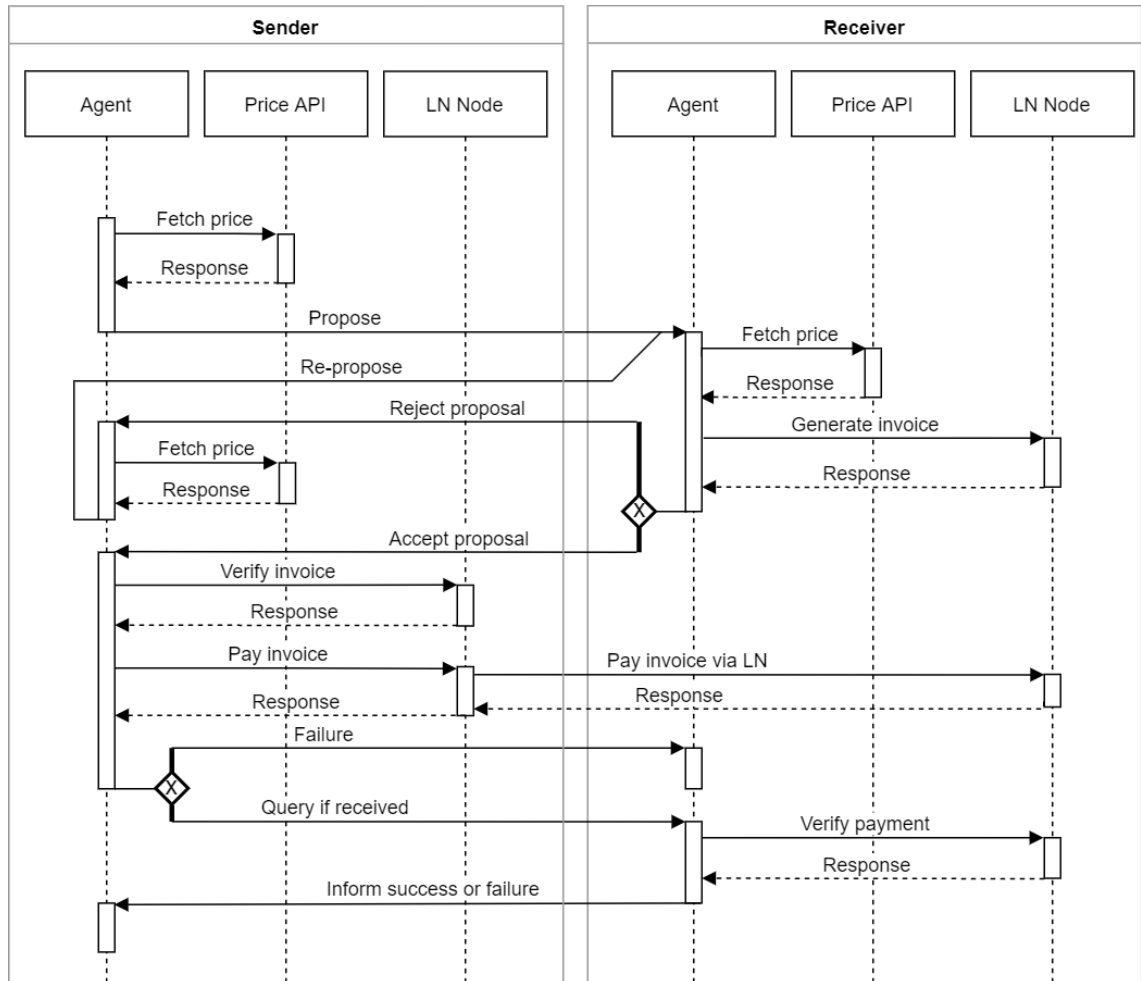 Sender
Receiver
Agent
Price API
LN Node
Agent
Price API
LN Node
Fetch price
Response
Propose
Fetch price
Re-propose
Response
Reject proposal
Generate invoice
Fetch price
Response
Response
X
Accept proposal
Verify invoice
Response
Pay invoice
Pay invoice via LN
Response
Response
Failure
X
Query if received
Verify payment
Response
Inform success or failure